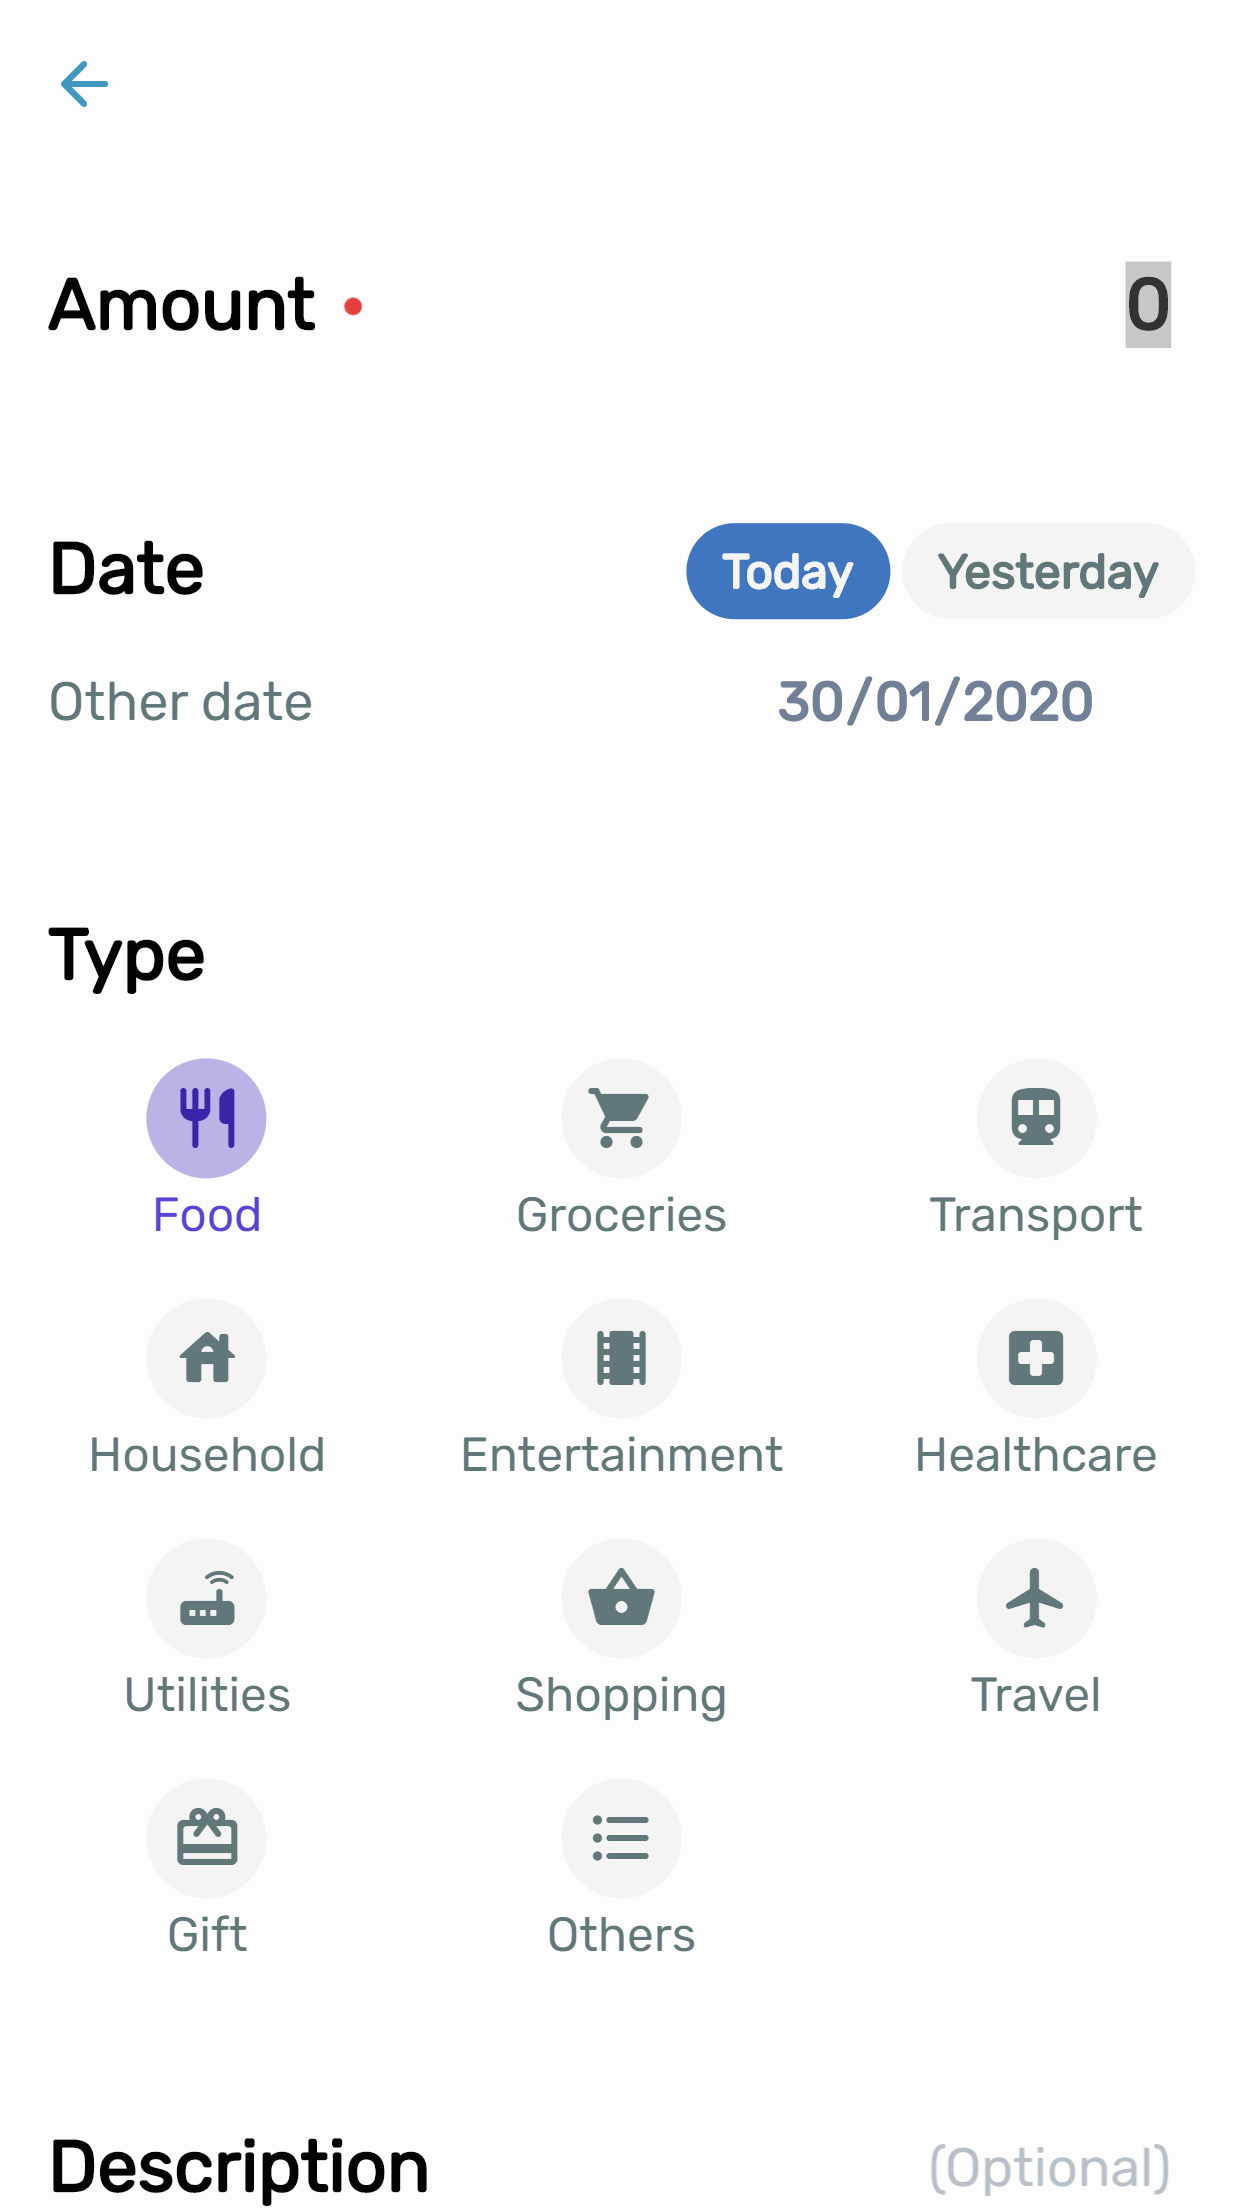 Amount 0
Date Today Yesterday
Other date 30/01/2020
Type
Food Groceries Transport
Household Entertainment Healthcare
Utilities Shopping Travel
Gift Others
Description (Optional)